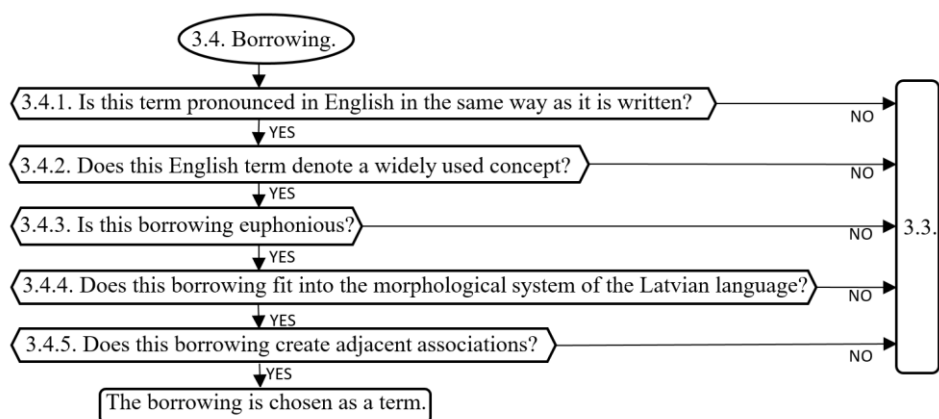 3.4. Borrowing.
3.4.1. Is this term pronounced in English in the same way as it is written?
NO
YES
3.4.2. Does this English term denote a widely used concept?
NO
YES
3.4.3. Is this borrowing euphonious?
3.3.
NO
YES
3.4.4. Does this borrowing fit into the morphological system of the Latvian language?
NO
YES
3.4.5. Does this borrowing create adjacent associations?
NO
YES
The borrowing is chosen as a term.